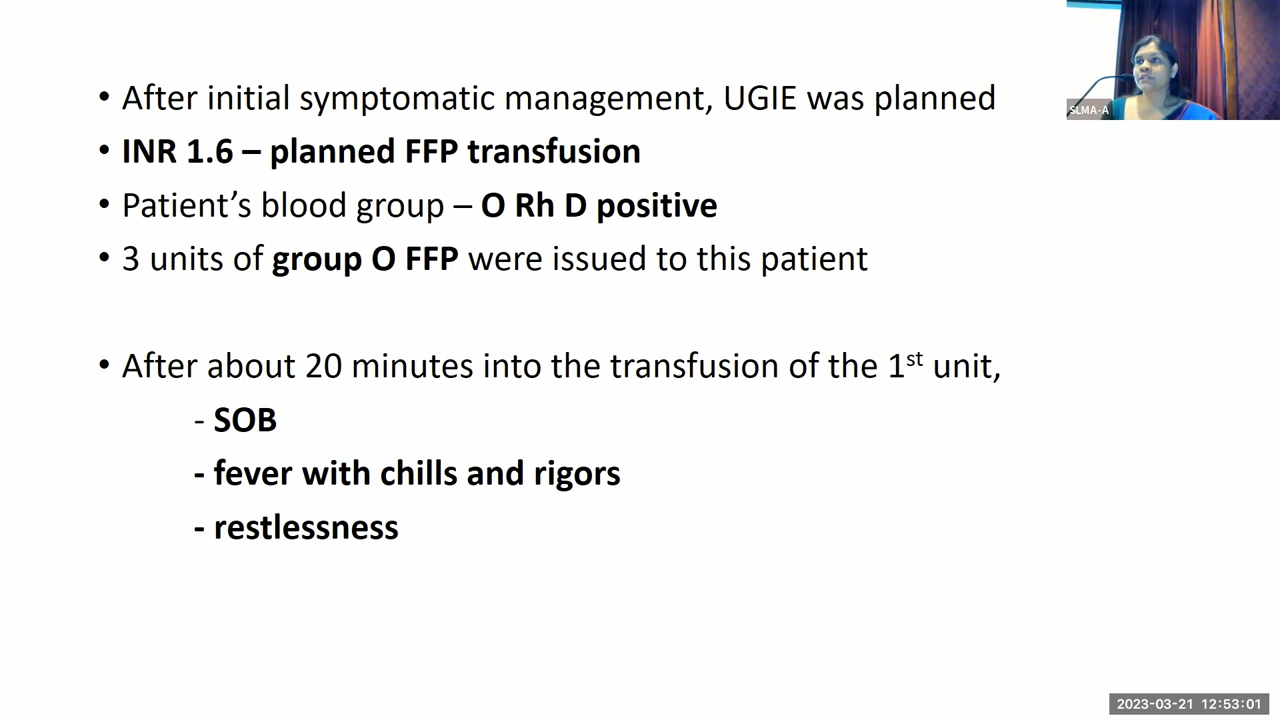 • After initial symptomatic management, UGIE was planned
• INR 1.6 – planned FFP transfusion
• Patient’s blood group – O Rh D positive
• 3 units of group O FFP were issued to this patient
• After about 20 minutes into the transfusion of the 1st unit,
- SOB
- fever with chills and rigors
- restlessness
SLMA-A
2023-03-21 12:53:01